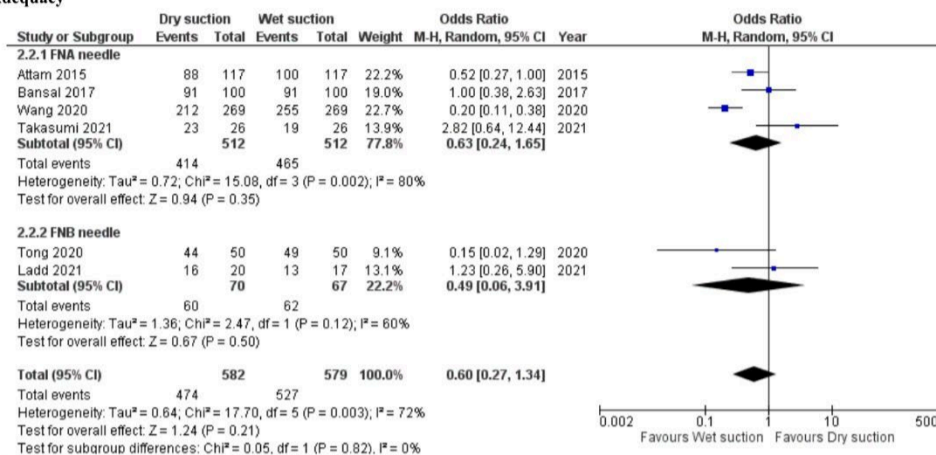 adequacy
Dry suction Wet suction Odds Ratio Odds Ratio
Study or Subgroup Events Total Events Total Weight M-H, Random, 95% CI Year M-H, Random, 95% CI
2.2.1 FNA needle
Attam 2015 88 117 100 117 22.2% 0.52 [0.27, 1.00] 2015
Bansal 2017 91 100 91 100 19.0% 1.00 [0.38, 2.63] 2017
Wang 2020 212 269 255 269 22.7% 0.20 [0.11, 0.38] 2020
Takasumi 2021 23 26 19 26 13.9% 2.82 [0.64, 12.44] 2021
Subtotal (95% CI) 512 512 77.8% 0.63 [0.24, 1.65]
Total events 414 465
Heterogeneity: Tau² = 0.72; Chi² = 15.08, df = 3 (P = 0.002); I² = 80%
Test for overall effect: Z = 0.94 (P = 0.35)
2.2.2 FNB needle
Tong 2020 44 50 49 50 9.1% 0.15 [0.02, 1.29] 2020
Ladd 2021 16 20 13 17 13.1% 1.23 [0.26, 5.90] 2021
Subtotal (95% CI) 70 67 22.2% 0.49 [0.06, 3.91]
Total events 60 62
Heterogeneity: Tau² = 1.36; Chi² = 2.47, df = 1 (P = 0.12); I² = 60%
Test for overall effect: Z = 0.67 (P = 0.50)
Total (95% CI) 582 579 100.0% 0.60 [0.27, 1.34]
Total events 474 527
Heterogeneity: Tau² = 0.64; Chi² = 17.70, df = 5 (P = 0.003); I² = 72%
Test for overall effect: Z = 1.24 (P = 0.21)
Test for subgroup differences: Chi² = 0.05, df = 1 (P = 0.82), I² = 0%
0.002 0.1 1 10 500
Favours Wet suction Favours Dry suction